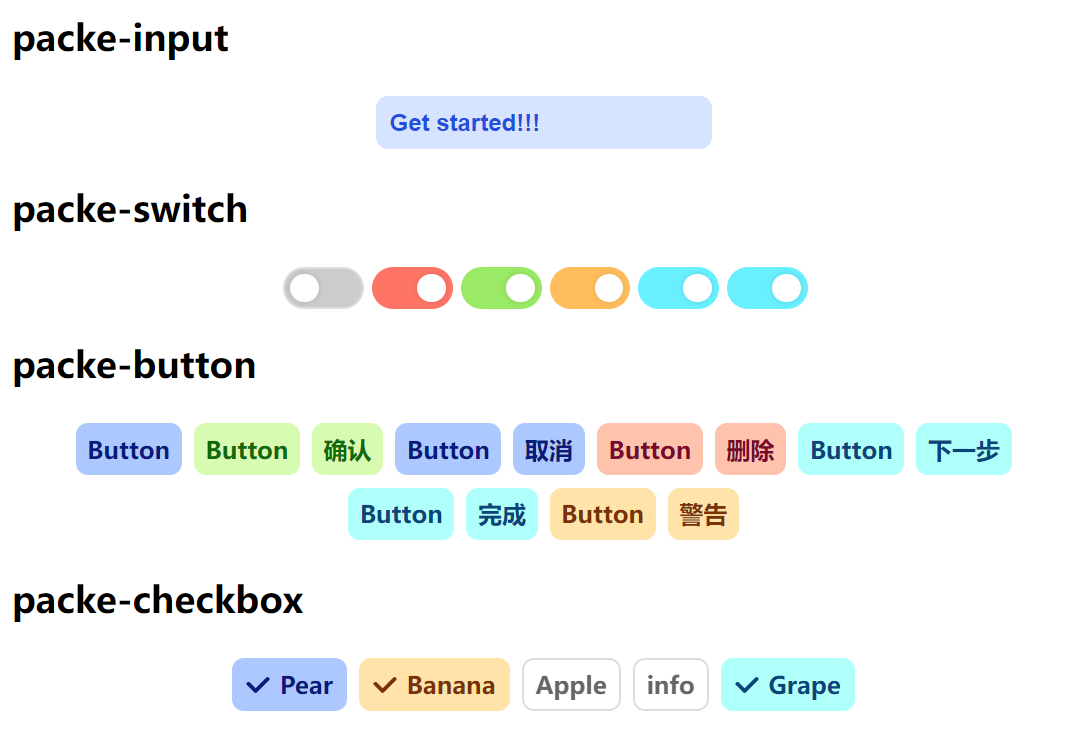 packe-input
Get started!!!
packe-switch
packe-button
Button Button 确认 Button 取消 Button 删除 Button 下一步
Button 完成 Button 警告
packe-checkbox
Pear Banana Apple info Grape